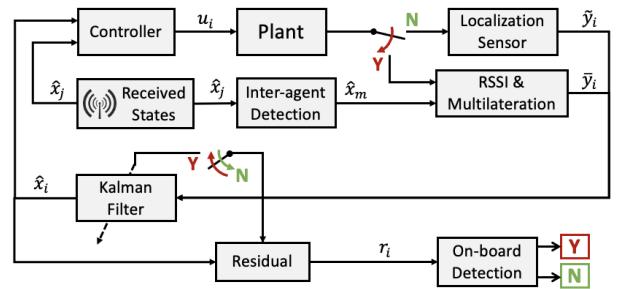 Controller
u_i
Plant
N
Localization
Sensor
ỹ_i
Y
x̂_j
Received
States
x̂_j
Inter-agent
Detection
x̂_m
RSSI &
Multilateration
ȳ_i
Y
N
x̂_i
Kalman
Filter
Residual
r_i
On-board
Detection
Y
N